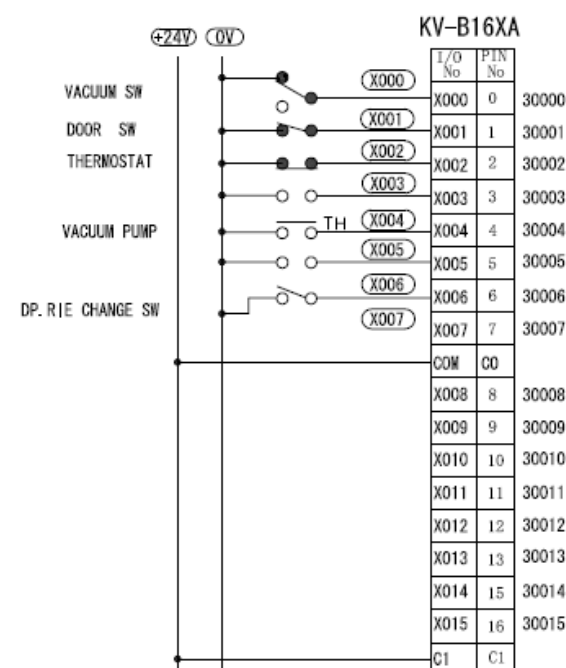 KV-B16XA
+24V 0V
I/O No PIN No
VACUUM SW X000 X000 0 30000
DOOR SW X001 X001 1 30001
THERMOSTAT X002 X002 2 30002
X003 X003 3 30003
VACUUM PUMP TH X004 X004 4 30004
X005 X005 5 30005
DP.RIE CHANGE SW X006 X006 6 30006
X007 X007 7 30007
COM C0
X008 8 30008
X009 9 30009
X010 10 30010
X011 11 30011
X012 12 30012
X013 13 30013
X014 15 30014
X015 16 30015
C1 C1